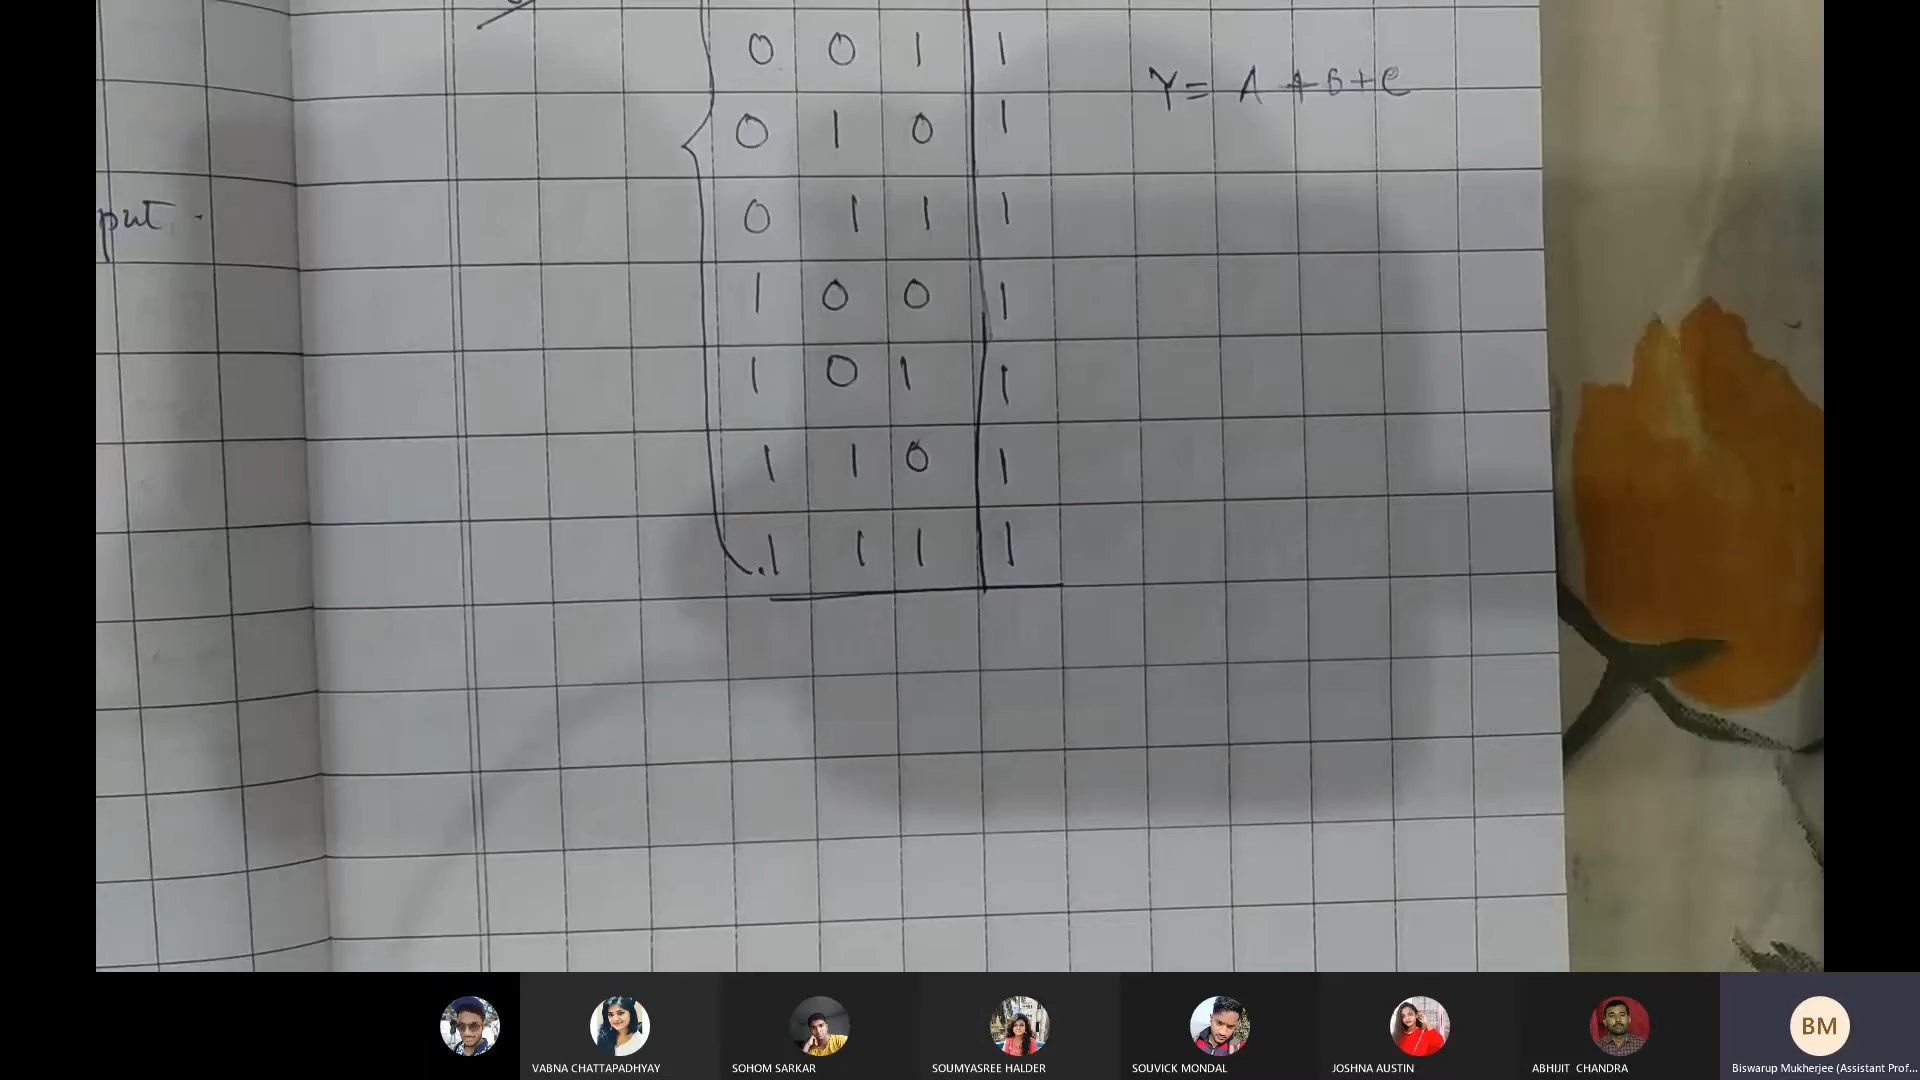 0 0 1 1
Y = A + B + C
0 1 0 1
put.
0 1 1 1
1 0 0 1
1 0 1 1
1 1 0 1
1 1 1 1
VABNA CHATTAPADHYAY
SOHOM SARKAR
SOUMYASREE HALDER
SOUVICK MONDAL
JOSHNA AUSTIN
ABHIJIT CHANDRA
BM
Biswarup Mukherjee (Assistant Prof...